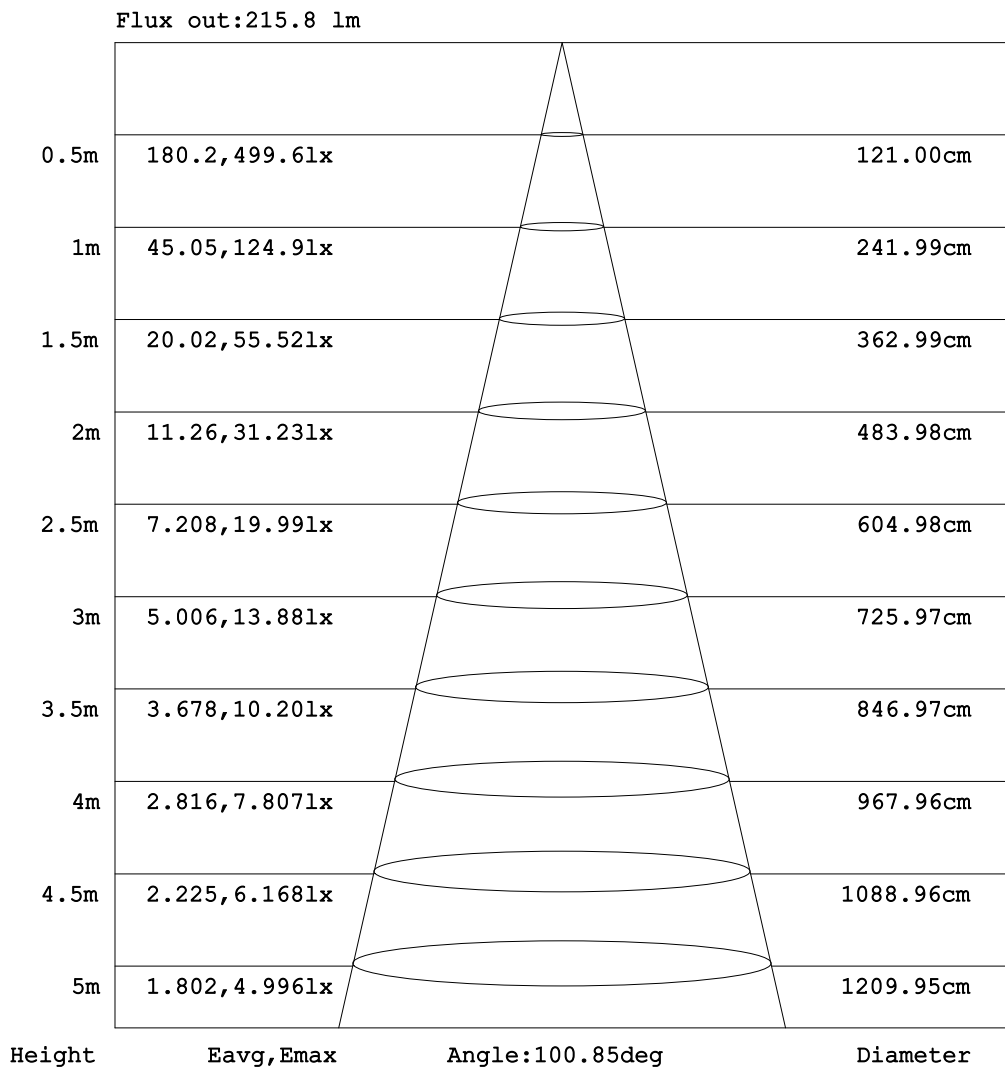 Flux out:215.8 lm
0.5m 180.2,499.6lx 121.00cm
1m 45.05,124.9lx 241.99cm
1.5m 20.02,55.52lx 362.99cm
2m 11.26,31.23lx 483.98cm
2.5m 7.208,19.99lx 604.98cm
3m 5.006,13.88lx 725.97cm
3.5m 3.678,10.20lx 846.97cm
4m 2.816,7.807lx 967.96cm
4.5m 2.225,6.168lx 1088.96cm
5m 1.802,4.996lx 1209.95cm
Height Eavg,Emax Angle:100.85deg Diameter